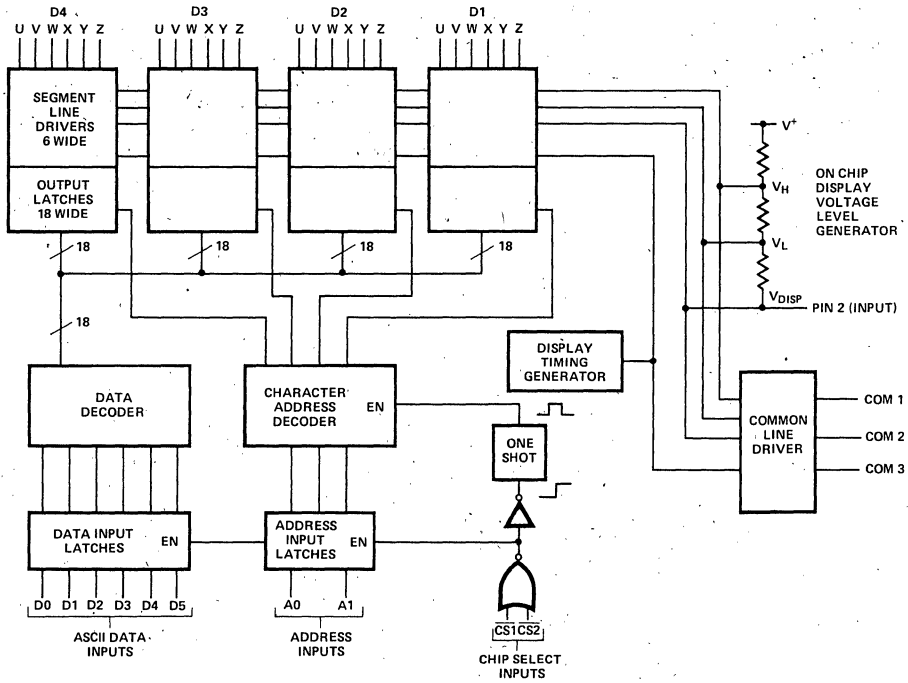 D4
D3
D2
D1
U V W X Y Z
U V W X Y Z
U V W X Y Z
U V W X Y Z
SEGMENT
LINE
DRIVERS
6 WIDE
OUTPUT
LATCHES
18 WIDE
18
18
18
18
18
V+
VH
VL
VDISP
ON CHIP
DISPLAY
VOLTAGE
LEVEL
GENERATOR
PIN 2 (INPUT)
DISPLAY
TIMING
GENERATOR
DATA
DECODER
CHARACTER
ADDRESS
DECODER
EN
ONE
SHOT
COMMON
LINE
DRIVER
COM 1
COM 2
COM 3
DATA INPUT
LATCHES
EN
ADDRESS
INPUT
LATCHES
EN
D0 D1 D2 D3 D4 D5
A0 A1
CS1 CS2
ASCII DATA
INPUTS
ADDRESS
INPUTS
CHIP SELECT
INPUTS